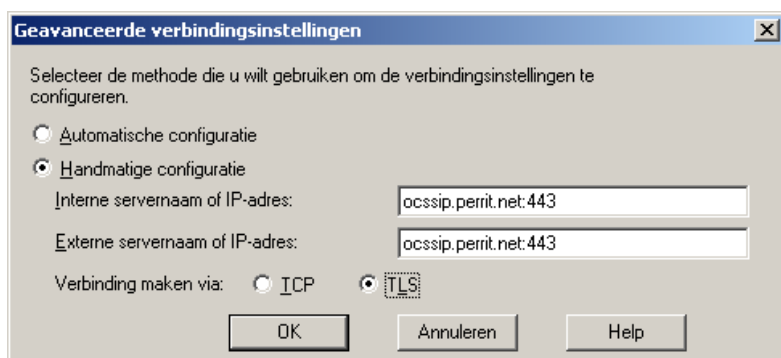 Geavanceerde verbindingsinstellingen
Selecteer de methode die u wilt gebruiken om de verbindingsinstellingen te
configureren.
Automatische configuratie
Handmatige configuratie
Interne servernaam of IP-adres: ocssip.perrit.net:443
Externe servernaam of IP-adres: ocssip.perrit.net:443
Verbinding maken via: TCP TLS
OK Annuleren Help